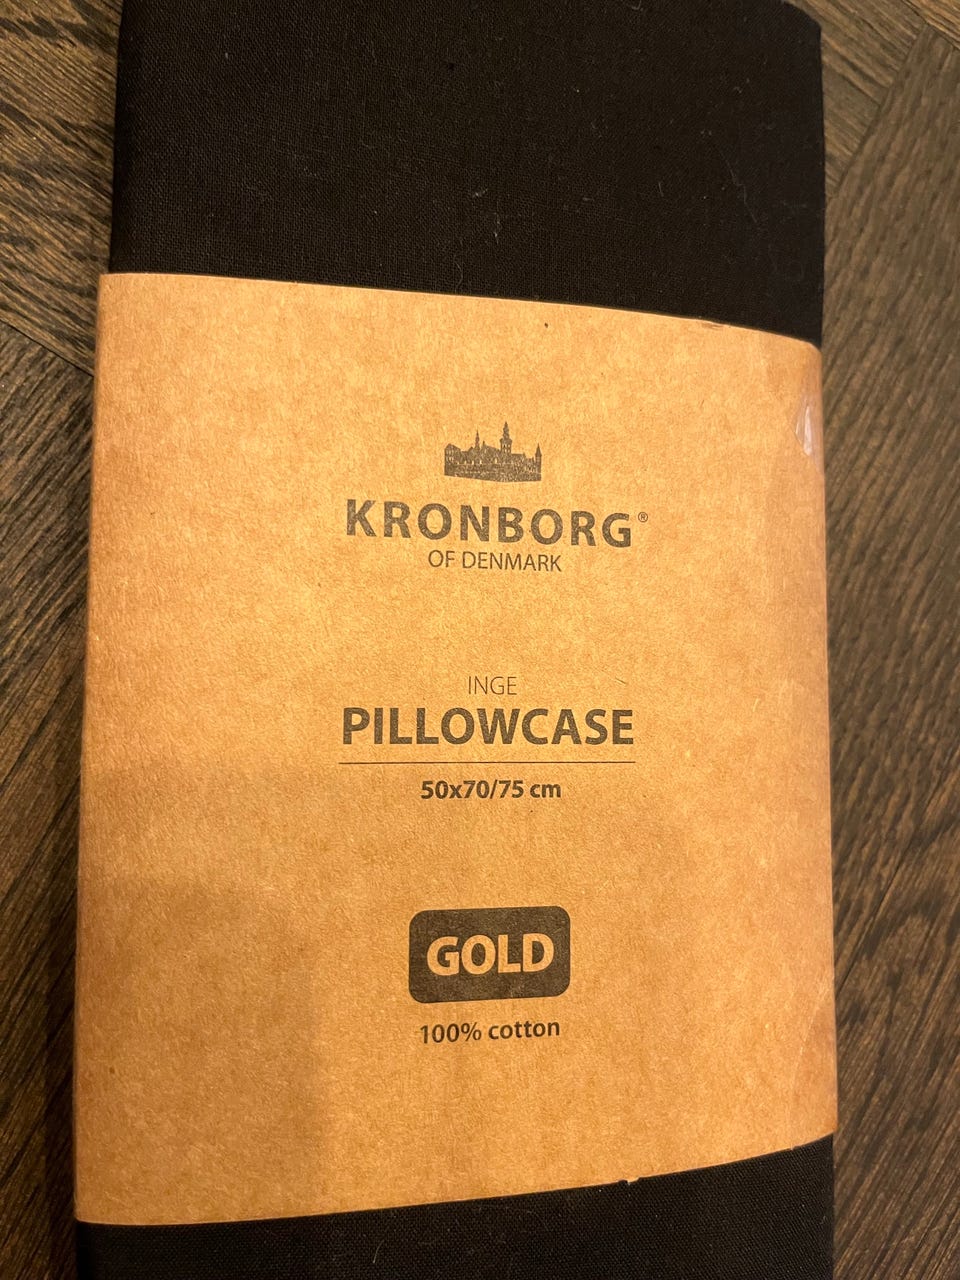 KRONBORG®
OF DENMARK
INGE
PILLOWCASE
50x70/75 cm
GOLD
100% cotton